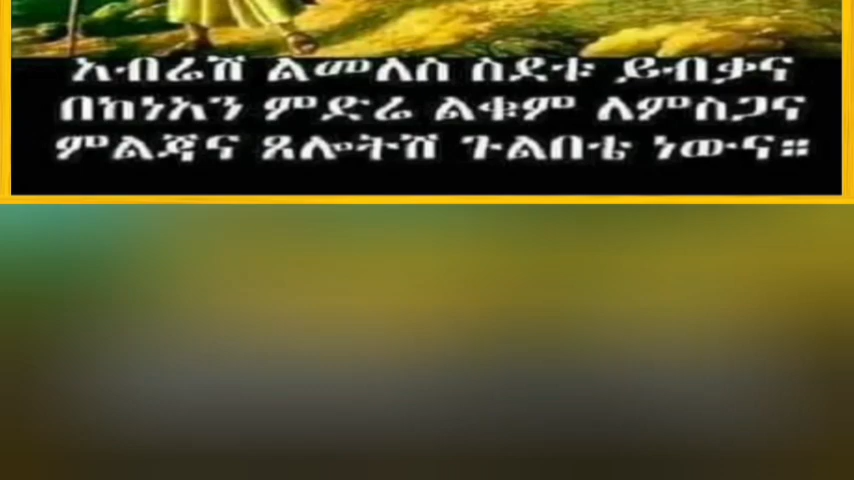 አብሬሽ ልመለስ ስደቱ ይብቃና
በከነአን ምድሬ ልቁም ለምስጋና
ምልጃና ጸሎትሽ ጉልበቴ ነውና።